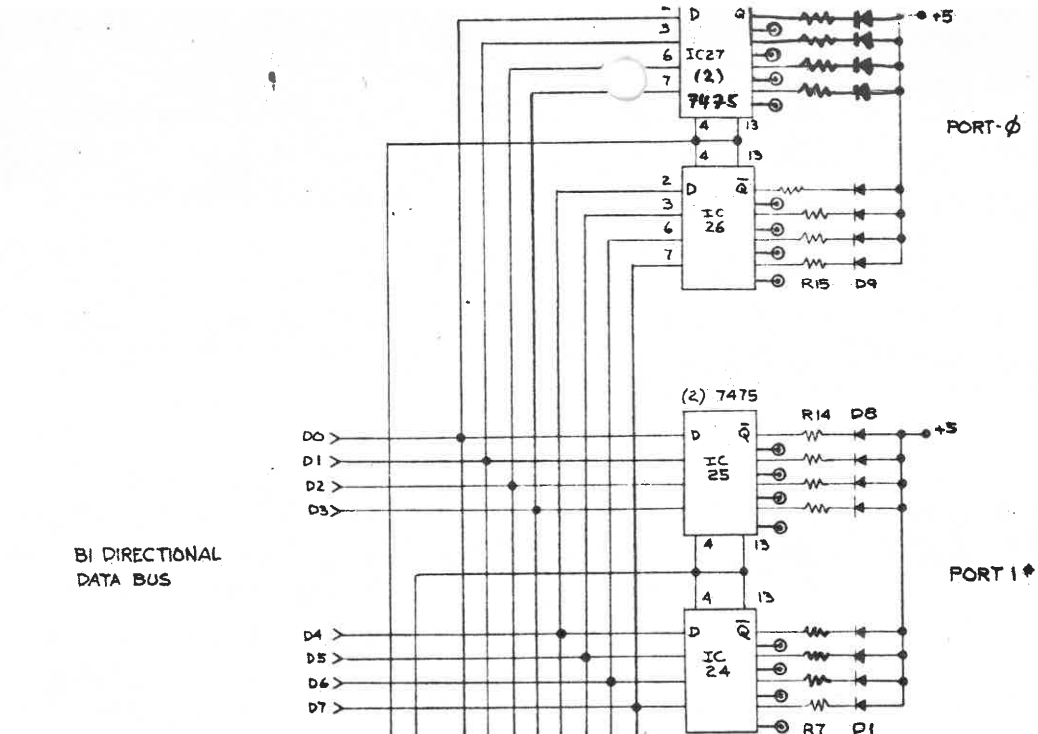 D Q +5
3
6 IC27
7 (2)
7475
4 13
PORT-Ø
4 13
2 D Q̅
3 IC
6 26
7
R15 D9
(2) 7475
R14 D8
D0 D Q̅ +5
D1 IC
D2 25
D3
4 13
BI DIRECTIONAL
DATA BUS
PORT 1
4 13
D4 D Q̅
D5 IC
D6 24
D7
R7 D1